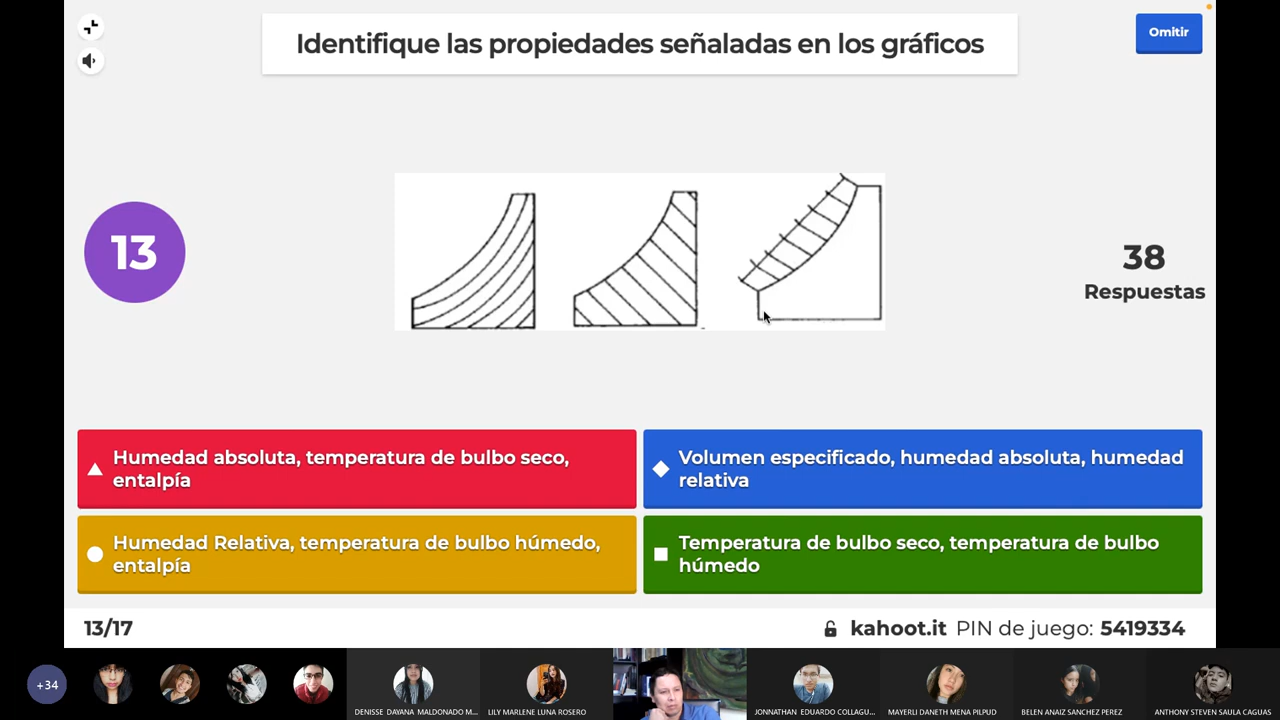 Identifique las propiedades señaladas en los gráficos
Omitir
13
38
Respuestas
Humedad absoluta, temperatura de bulbo seco,
entalpía
Volumen especificado, humedad absoluta, humedad
relativa
Humedad Relativa, temperatura de bulbo húmedo,
entalpía
Temperatura de bulbo seco, temperatura de bulbo
húmedo
13/17
kahoot.it PIN de juego: 5419334
+34
DENISSE DAYANA MALDONADO M...
LILY MARLENE LUNA ROSERO
JONNATHAN EDUARDO COLLAGU...
MAYERLI DANETH MENA PILPUD
BELEN ANAIZ SANCHEZ PEREZ
ANTHONY STEVEN SAULA CAGUAS